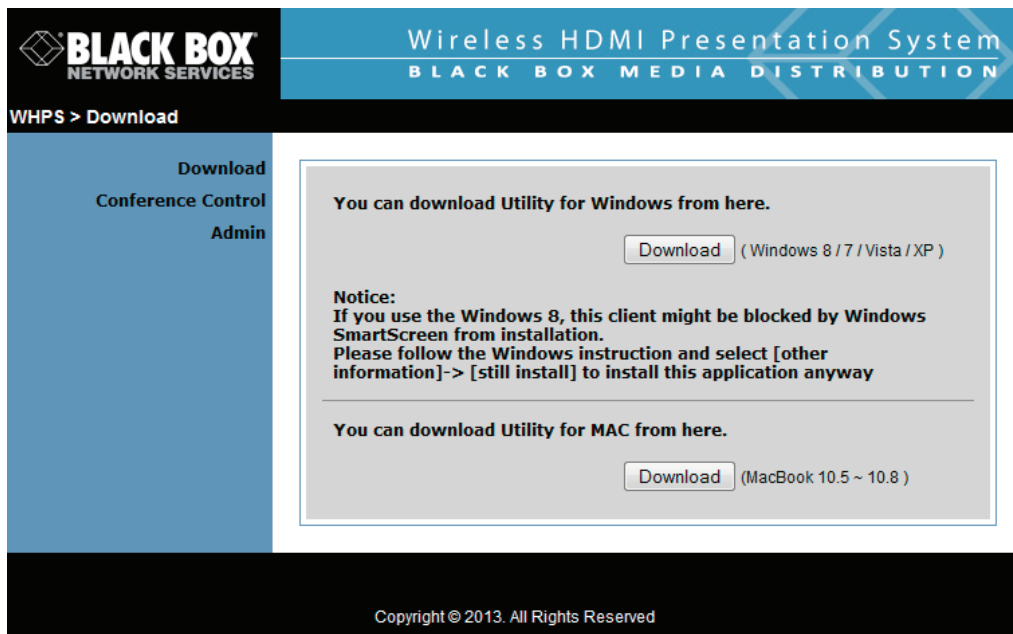 BLACK BOX®
NETWORK SERVICES
Wireless HDMI Presentation System
BLACK BOX MEDIA DISTRIBUTION
WHPS > Download
Download
Conference Control
Admin
You can download Utility for Windows from here.
Download ( Windows 8 / 7 / Vista / XP )
Notice:
If you use the Windows 8, this client might be blocked by Windows
SmartScreen from installation.
Please follow the Windows instruction and select [other
information]-> [still install] to install this application anyway
You can download Utility for MAC from here.
Download (MacBook 10.5 ~ 10.8 )
Copyright © 2013. All Rights Reserved